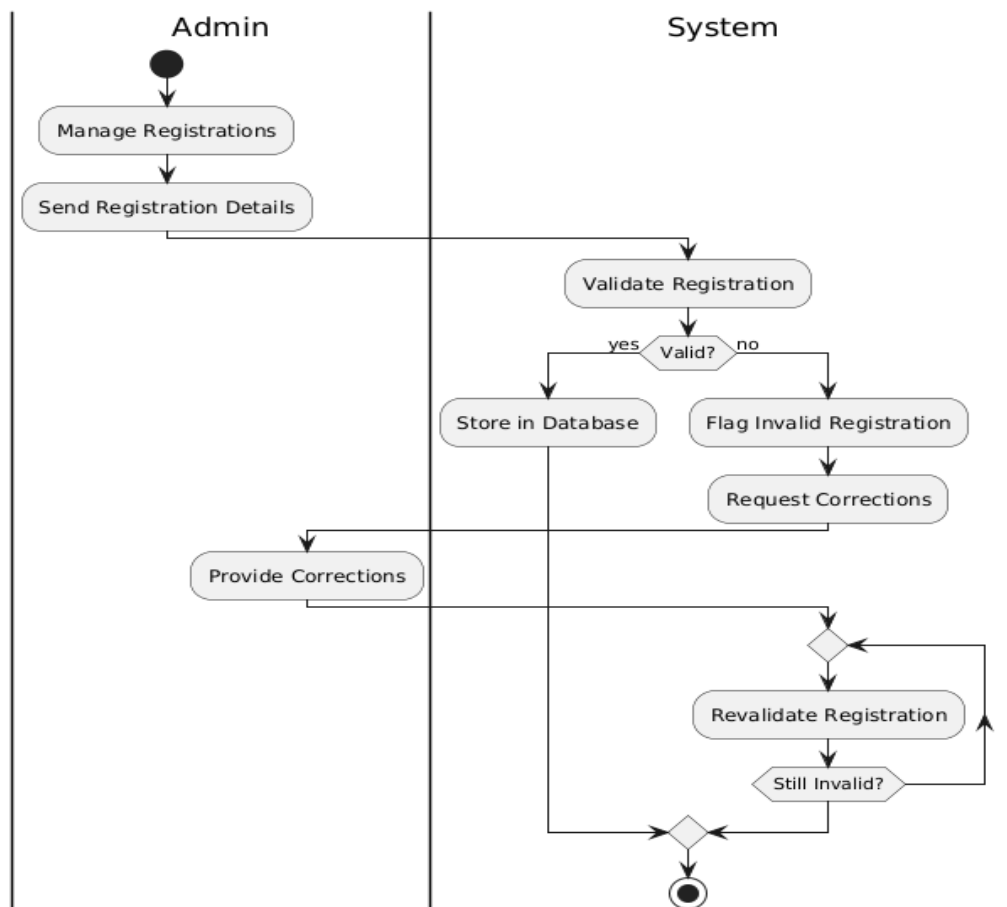 Admin
System
Manage Registrations
Send Registration Details
Validate Registration
yes
Valid?
no
Store in Database
Flag Invalid Registration
Request Corrections
Provide Corrections
Revalidate Registration
Still Invalid?